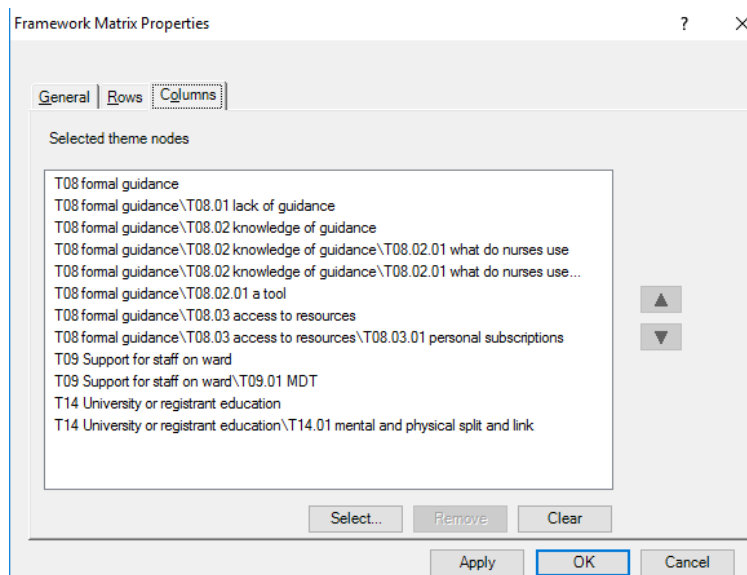 Framework Matrix Properties ? ×
General Rows Columns
Selected theme nodes
T08 formal guidance
T08 formal guidance\T08.01 lack of guidance
T08 formal guidance\T08.02 knowledge of guidance
T08 formal guidance\T08.02 knowledge of guidance\T08.02.01 what do nurses use
T08 formal guidance\T08.02 knowledge of guidance\T08.02.01 what do nurses use...
T08 formal guidance\T08.02.01 a tool
T08 formal guidance\T08.03 access to resources
T08 formal guidance\T08.03 access to resources\T08.03.01 personal subscriptions
T09 Support for staff on ward
T09 Support for staff on ward\T09.01 MDT
T14 University or registrant education
T14 University or registrant education\T14.01 mental and physical split and link
Select... Remove Clear
Apply OK Cancel